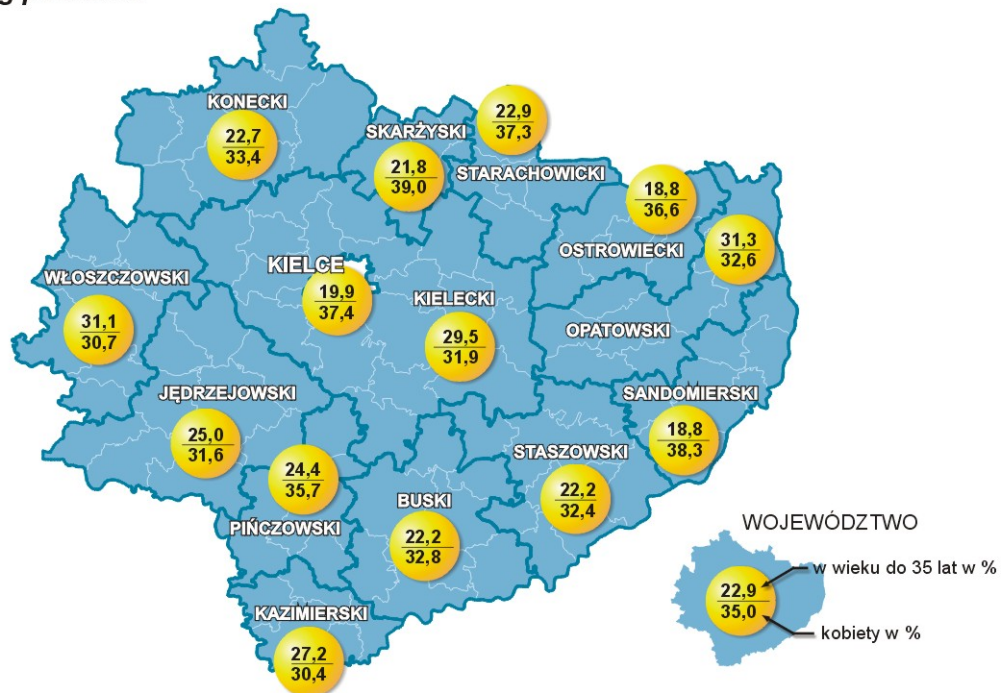 KONECKI
22,7
33,4
SKARŻYSKI
21,8
39,0
22,9
37,3
STARACHOWICKI
18,8
36,6
OSTROWIECKI
31,3
32,6
OPATOWSKI
WŁOSZCZOWSKI
31,1
30,7
KIELCE
19,9
37,4
KIELECKI
29,5
31,9
JĘDRZEJOWSKI
25,0
31,6
SANDOMIERSKI
18,8
38,3
STASZOWSKI
22,2
32,4
24,4
35,7
PIŃCZOWSKI
BUSKI
22,2
32,8
KAZIMIERSKI
27,2
30,4
WOJEWÓDZTWO
22,9
35,0
w wieku do 35 lat w %
kobiety w %